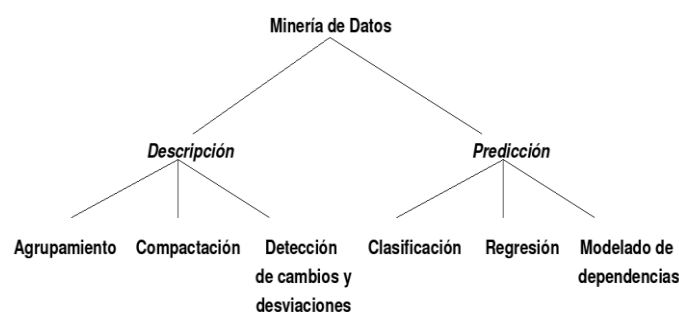 Minería de Datos
Descripción
Predicción
Agrupamiento
Compactación
Detección
de cambios y
desviaciones
Clasificación
Regresión
Modelado de
dependencias